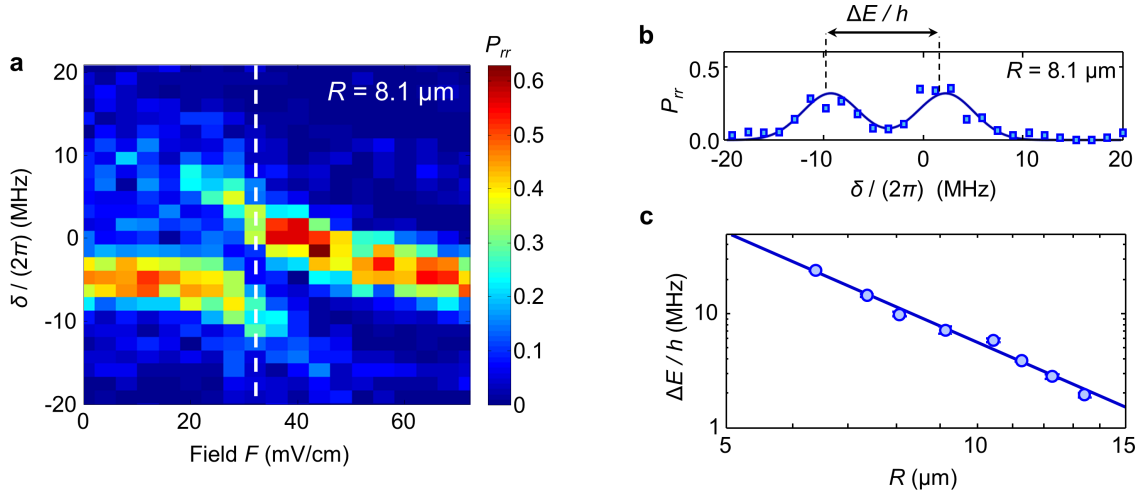 a
P_rr
R = 8.1 µm
20
10
0
-10
-20
δ / (2π) (MHz)
0
20
40
60
Field F (mV/cm)
0.6
0.5
0.4
0.3
0.2
0.1
0
b
ΔE / h
R = 8.1 µm
P_rr
0.5
0.0
-20
-10
0
10
20
δ / (2π) (MHz)
c
ΔE / h (MHz)
10
1
5
10
15
R (µm)